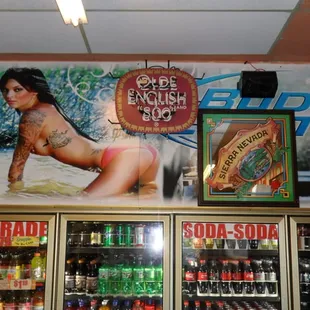 OLDE
ENGLISH
800
BUD
SIERRA NEVADA
RADE
SODA-SODA